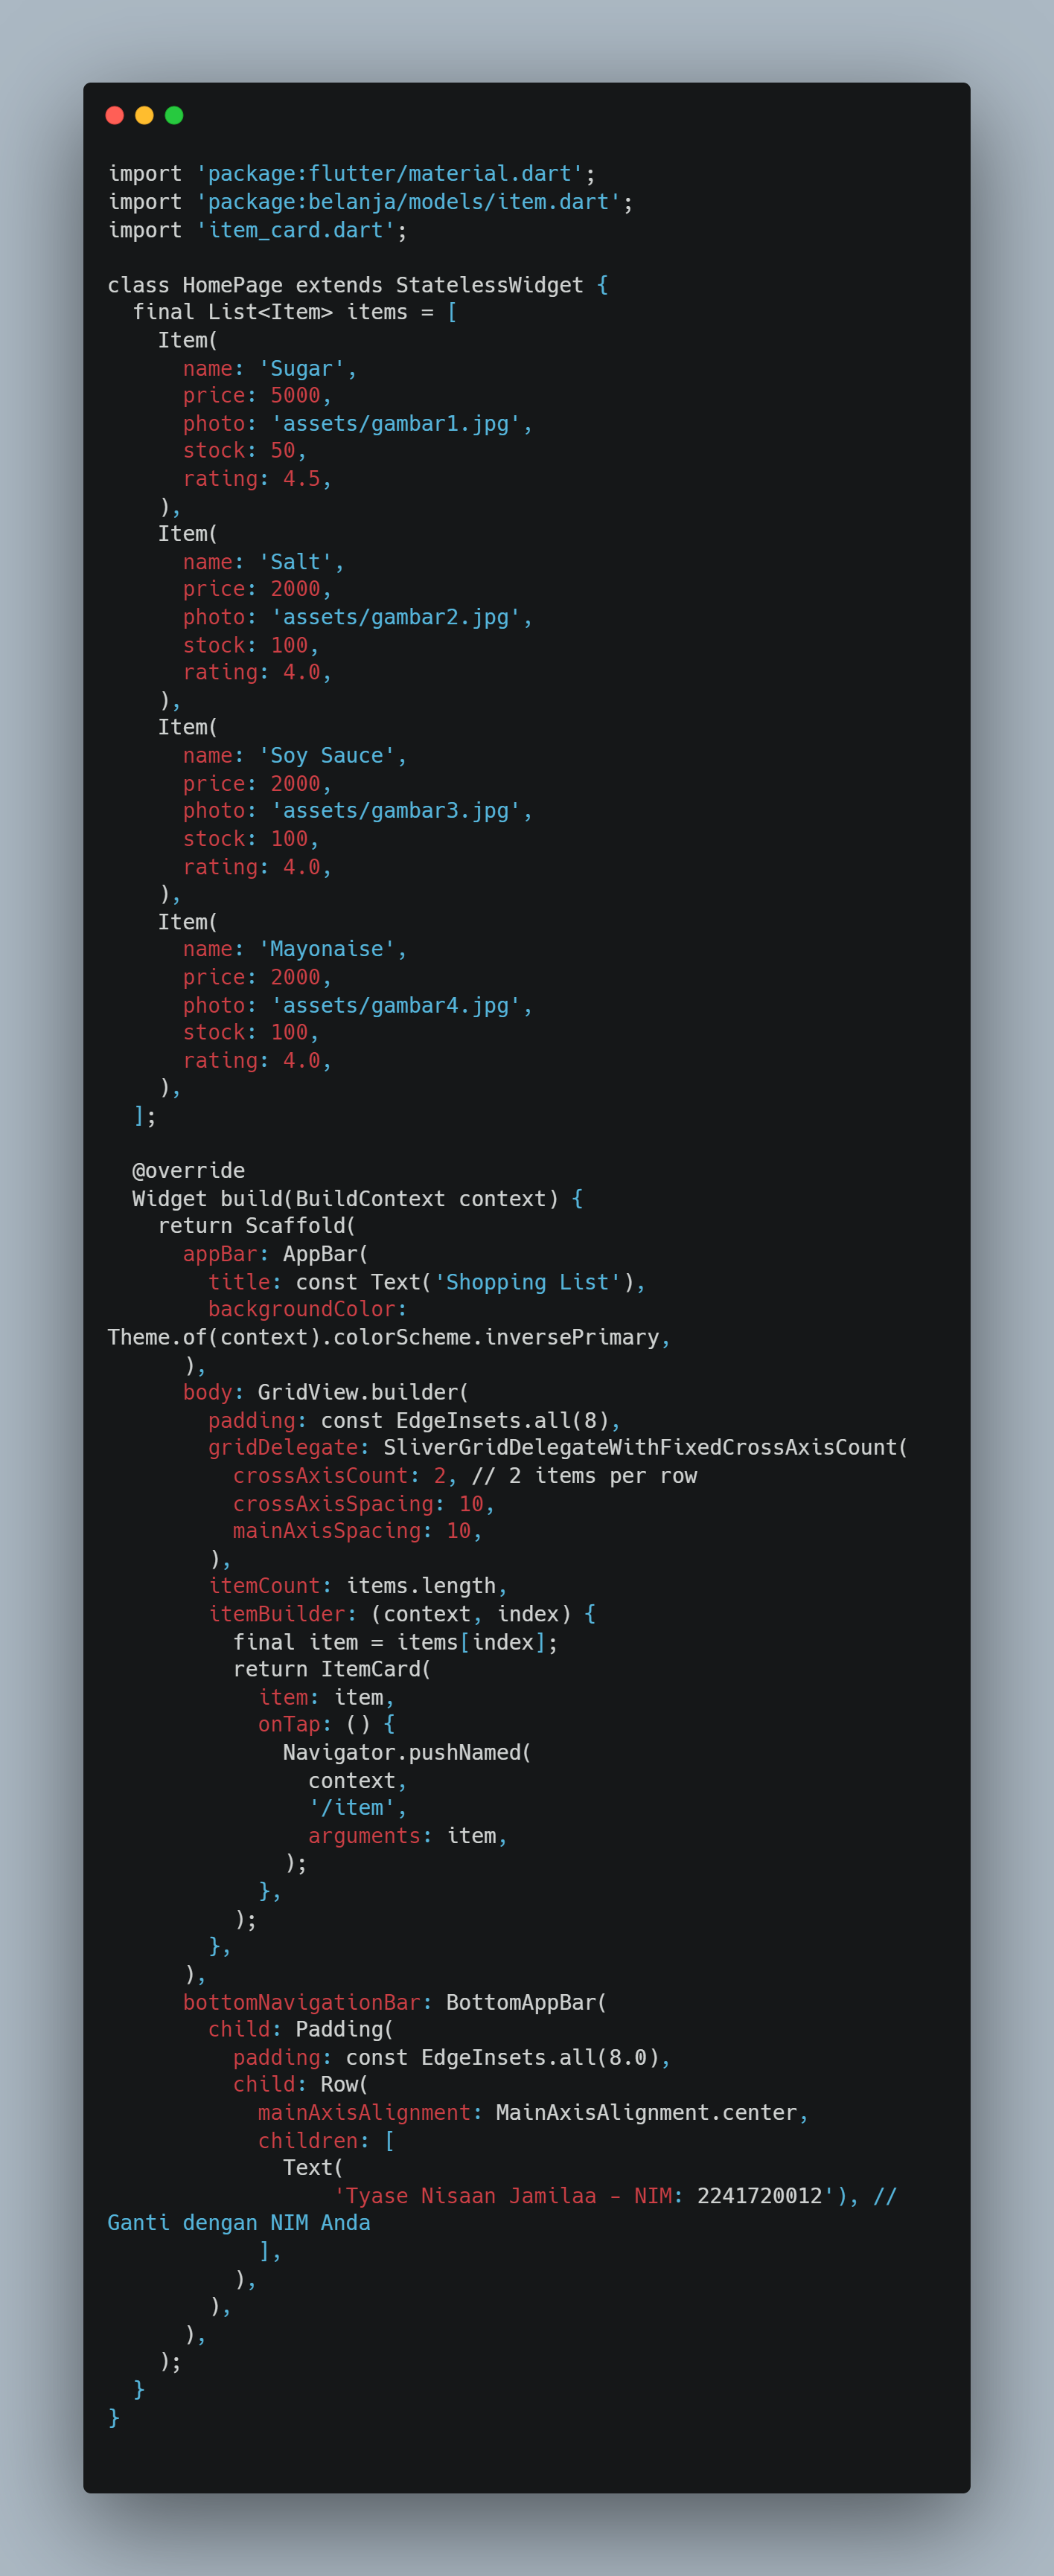 import 'package:flutter/material.dart';
import 'package:belanja/models/item.dart';
import 'item_card.dart';

class HomePage extends StatelessWidget {
  final List<Item> items = [
    Item(
      name: 'Sugar',
      price: 5000,
      photo: 'assets/gambar1.jpg',
      stock: 50,
      rating: 4.5,
    ),
    Item(
      name: 'Salt',
      price: 2000,
      photo: 'assets/gambar2.jpg',
      stock: 100,
      rating: 4.0,
    ),
    Item(
      name: 'Soy Sauce',
      price: 2000,
      photo: 'assets/gambar3.jpg',
      stock: 100,
      rating: 4.0,
    ),
    Item(
      name: 'Mayonaise',
      price: 2000,
      photo: 'assets/gambar4.jpg',
      stock: 100,
      rating: 4.0,
    ),
  ];

  @override
  Widget build(BuildContext context) {
    return Scaffold(
      appBar: AppBar(
        title: const Text('Shopping List'),
        backgroundColor:
Theme.of(context).colorScheme.inversePrimary,
      ),
      body: GridView.builder(
        padding: const EdgeInsets.all(8),
        gridDelegate: SliverGridDelegateWithFixedCrossAxisCount(
          crossAxisCount: 2, // 2 items per row
          crossAxisSpacing: 10,
          mainAxisSpacing: 10,
        ),
        itemCount: items.length,
        itemBuilder: (context, index) {
          final item = items[index];
          return ItemCard(
            item: item,
            onTap: () {
              Navigator.pushNamed(
                context,
                '/item',
                arguments: item,
              );
            },
          );
        },
      ),
      bottomNavigationBar: BottomAppBar(
        child: Padding(
          padding: const EdgeInsets.all(8.0),
          child: Row(
            mainAxisAlignment: MainAxisAlignment.center,
            children: [
              Text(
                  'Tyase Nisaan Jamilaa - NIM: 2241720012'), //
Ganti dengan NIM Anda
            ],
          ),
        ),
      ),
    );
  }
}